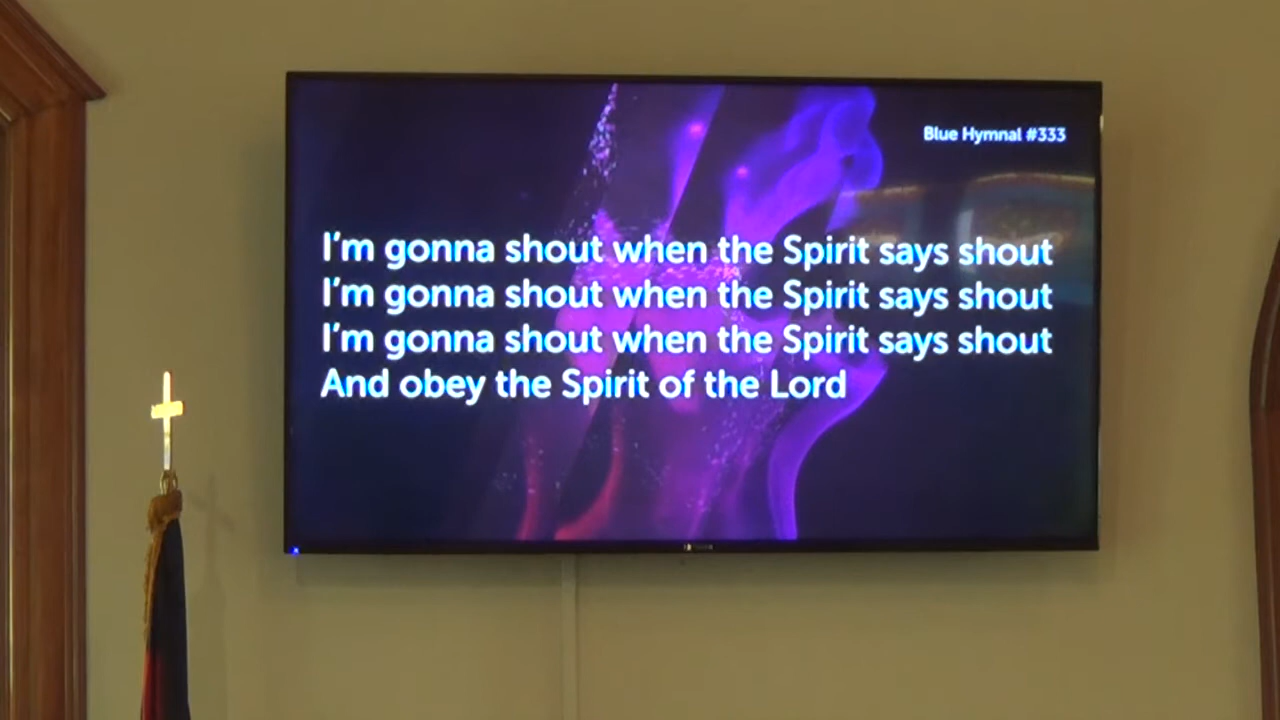 Blue Hymnal #333
I'm gonna shout when the Spirit says shout
I'm gonna shout when the Spirit says shout
I'm gonna shout when the Spirit says shout
And obey the Spirit of the Lord